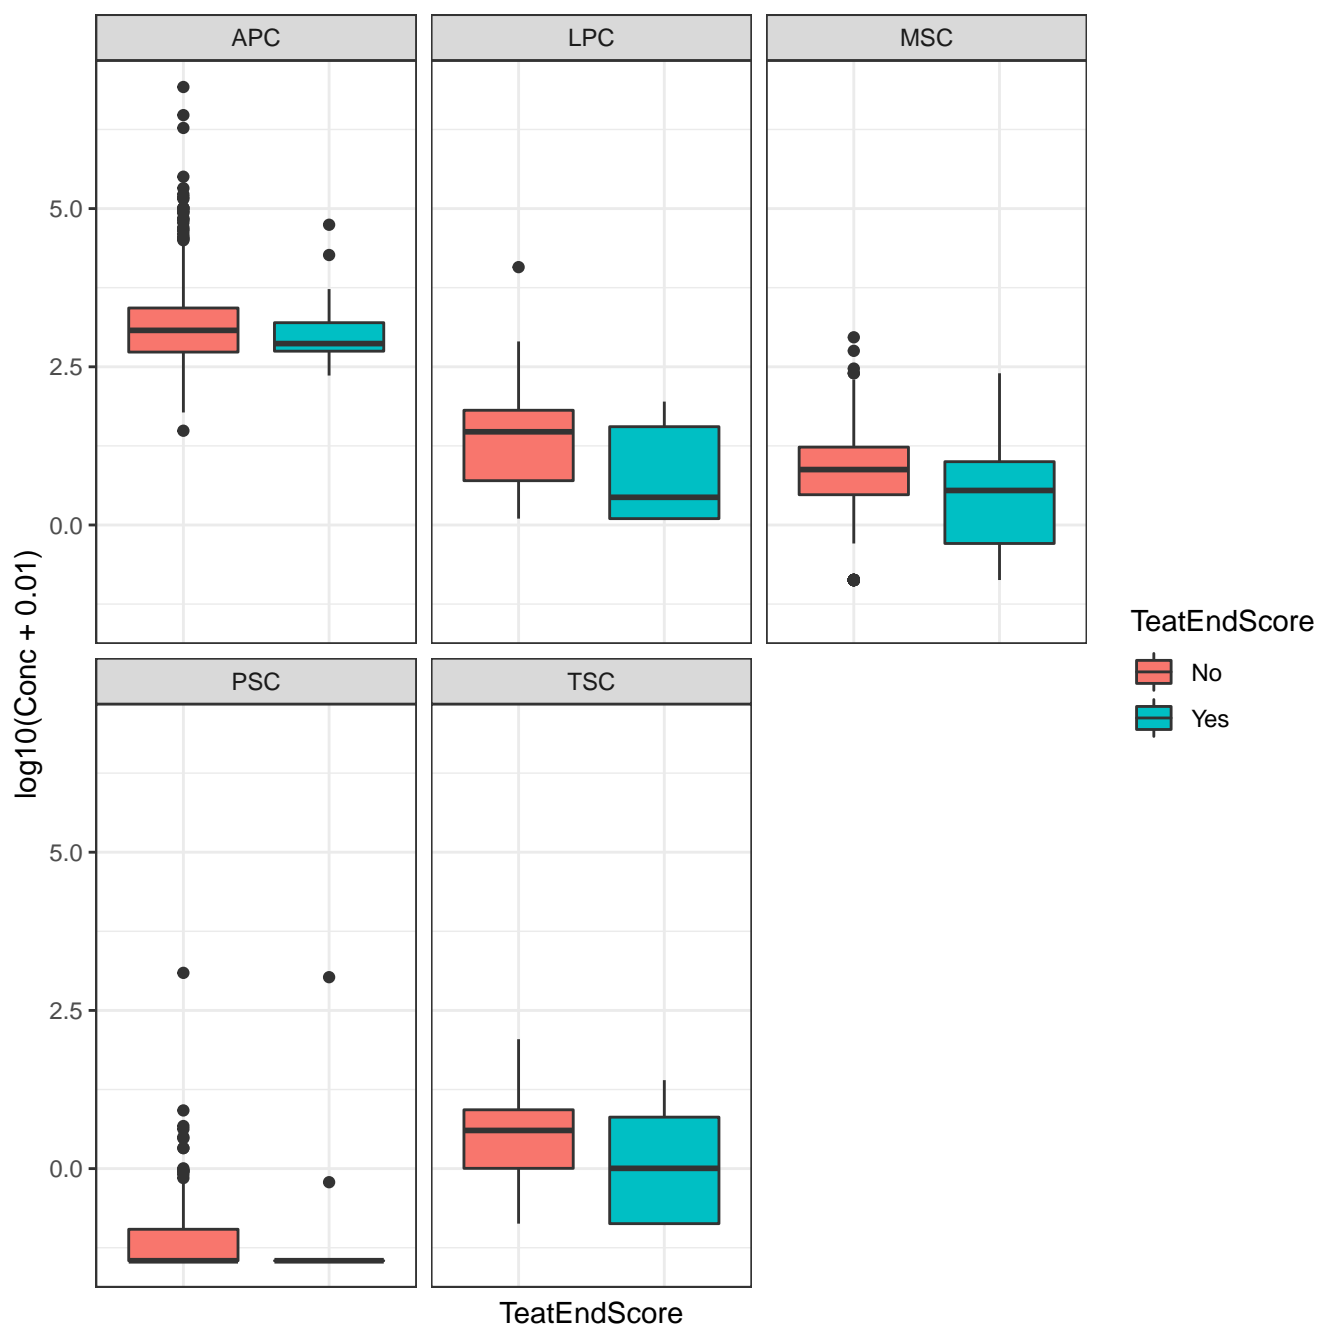 APC
LPC
MSC
5.0
2.5
0.0
log10(Conc + 0.01)
PSC
TSC
5.0
2.5
0.0
TeatEndScore
TeatEndScore
No
Yes